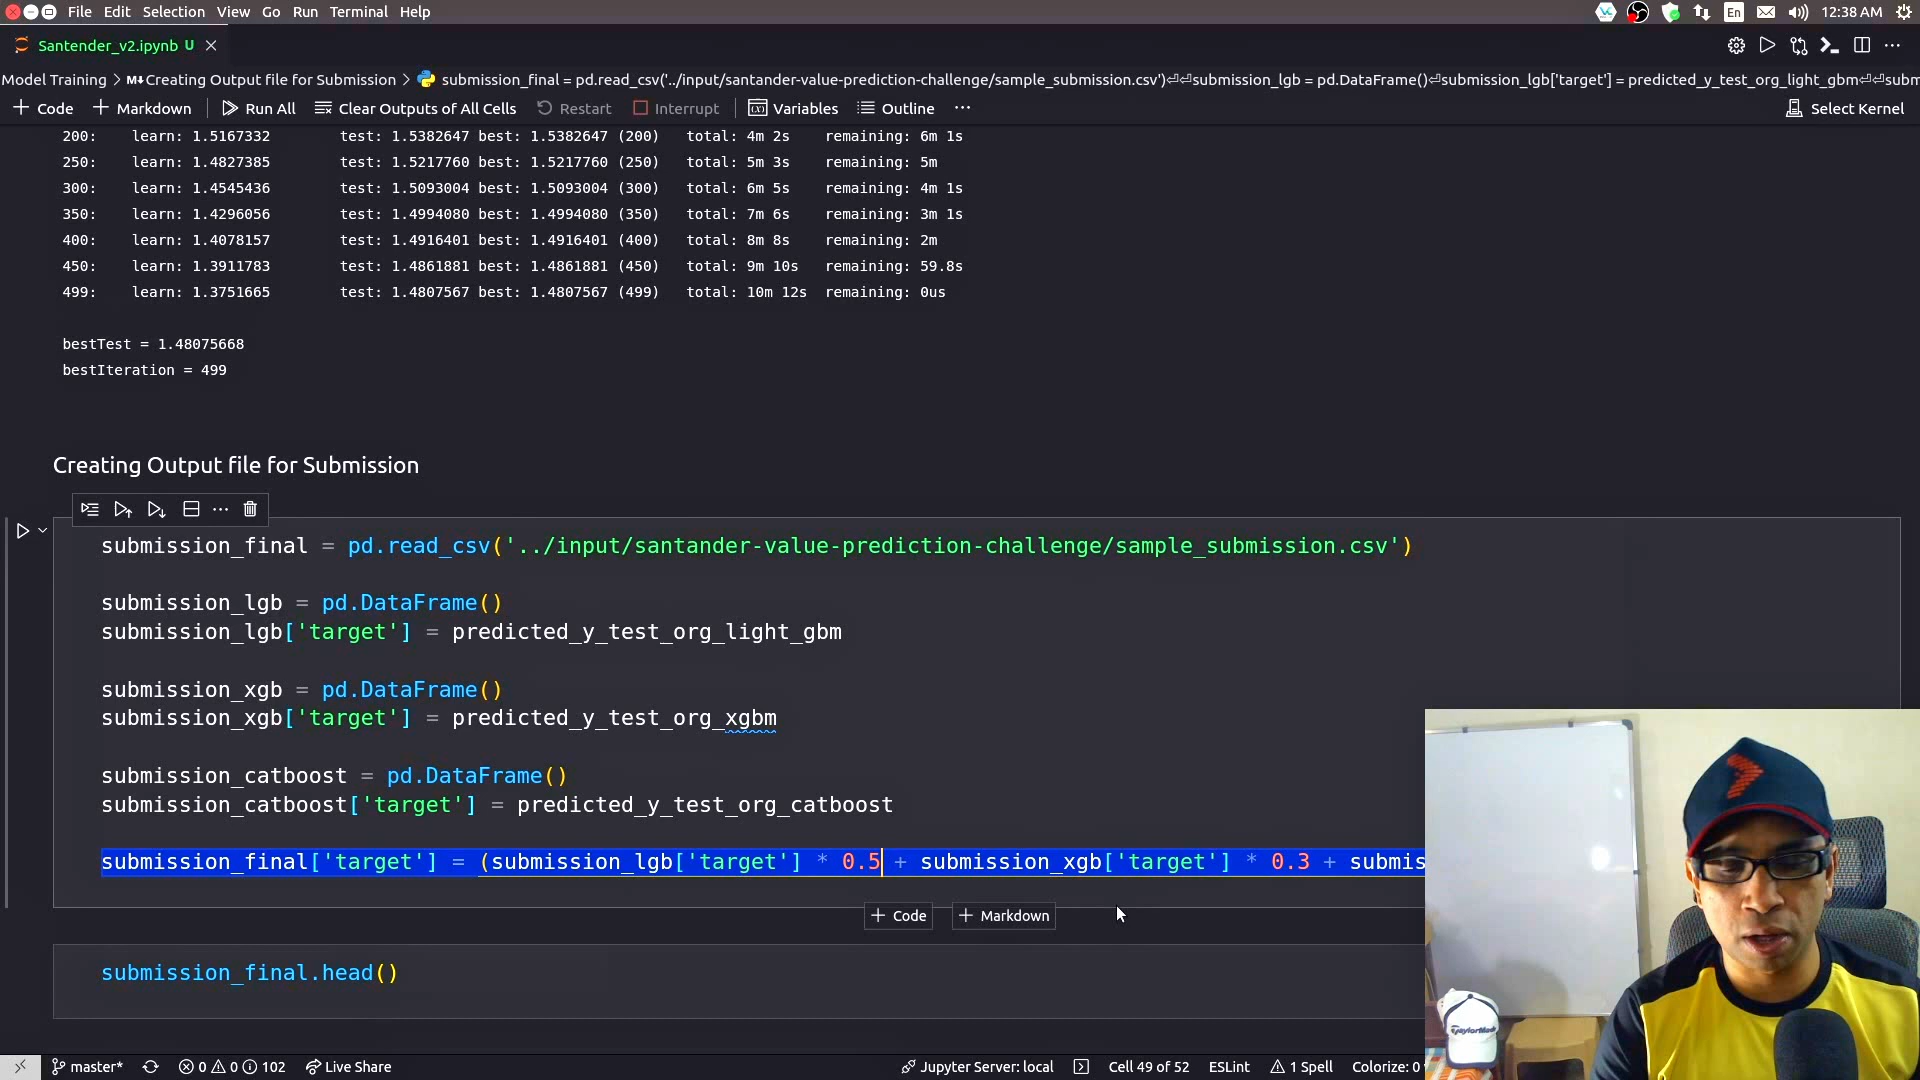 File Edit Selection View Go Run Terminal Help
En 12:38 AM
Santender_v2.ipynb U
Model Training > M↓Creating Output file for Submission > submission_final = pd.read_csv('../input/santander-value-prediction-challenge/sample_submission.csv')⏎⏎submission_lgb = pd.DataFrame()⏎submission_lgb['target'] = predicted_y_test_org_light_gbm⏎⏎subm
+ Code + Markdown Run All Clear Outputs of All Cells Restart Interrupt Variables Outline ··· Select Kernel
200: learn: 1.5167332 test: 1.5382647 best: 1.5382647 (200) total: 4m 2s remaining: 6m 1s
250: learn: 1.4827385 test: 1.5217760 best: 1.5217760 (250) total: 5m 3s remaining: 5m
300: learn: 1.4545436 test: 1.5093004 best: 1.5093004 (300) total: 6m 5s remaining: 4m 1s
350: learn: 1.4296056 test: 1.4994080 best: 1.4994080 (350) total: 7m 6s remaining: 3m 1s
400: learn: 1.4078157 test: 1.4916401 best: 1.4916401 (400) total: 8m 8s remaining: 2m
450: learn: 1.3911783 test: 1.4861881 best: 1.4861881 (450) total: 9m 10s remaining: 59.8s
499: learn: 1.3751665 test: 1.4807567 best: 1.4807567 (499) total: 10m 12s remaining: 0us
bestTest = 1.48075668
bestIteration = 499
Creating Output file for Submission
submission_final = pd.read_csv('../input/santander-value-prediction-challenge/sample_submission.csv')
submission_lgb = pd.DataFrame()
submission_lgb['target'] = predicted_y_test_org_light_gbm
submission_xgb = pd.DataFrame()
submission_xgb['target'] = predicted_y_test_org_xgbm
submission_catboost = pd.DataFrame()
submission_catboost['target'] = predicted_y_test_org_catboost
submission_final['target'] = (submission_lgb['target'] * 0.5 + submission_xgb['target'] * 0.3 + submis
+ Code + Markdown
submission_final.head()
TaylorMade
master* 0 0 102 Live Share Jupyter Server: local Cell 49 of 52 ESLint 1 Spell Colorize: 0